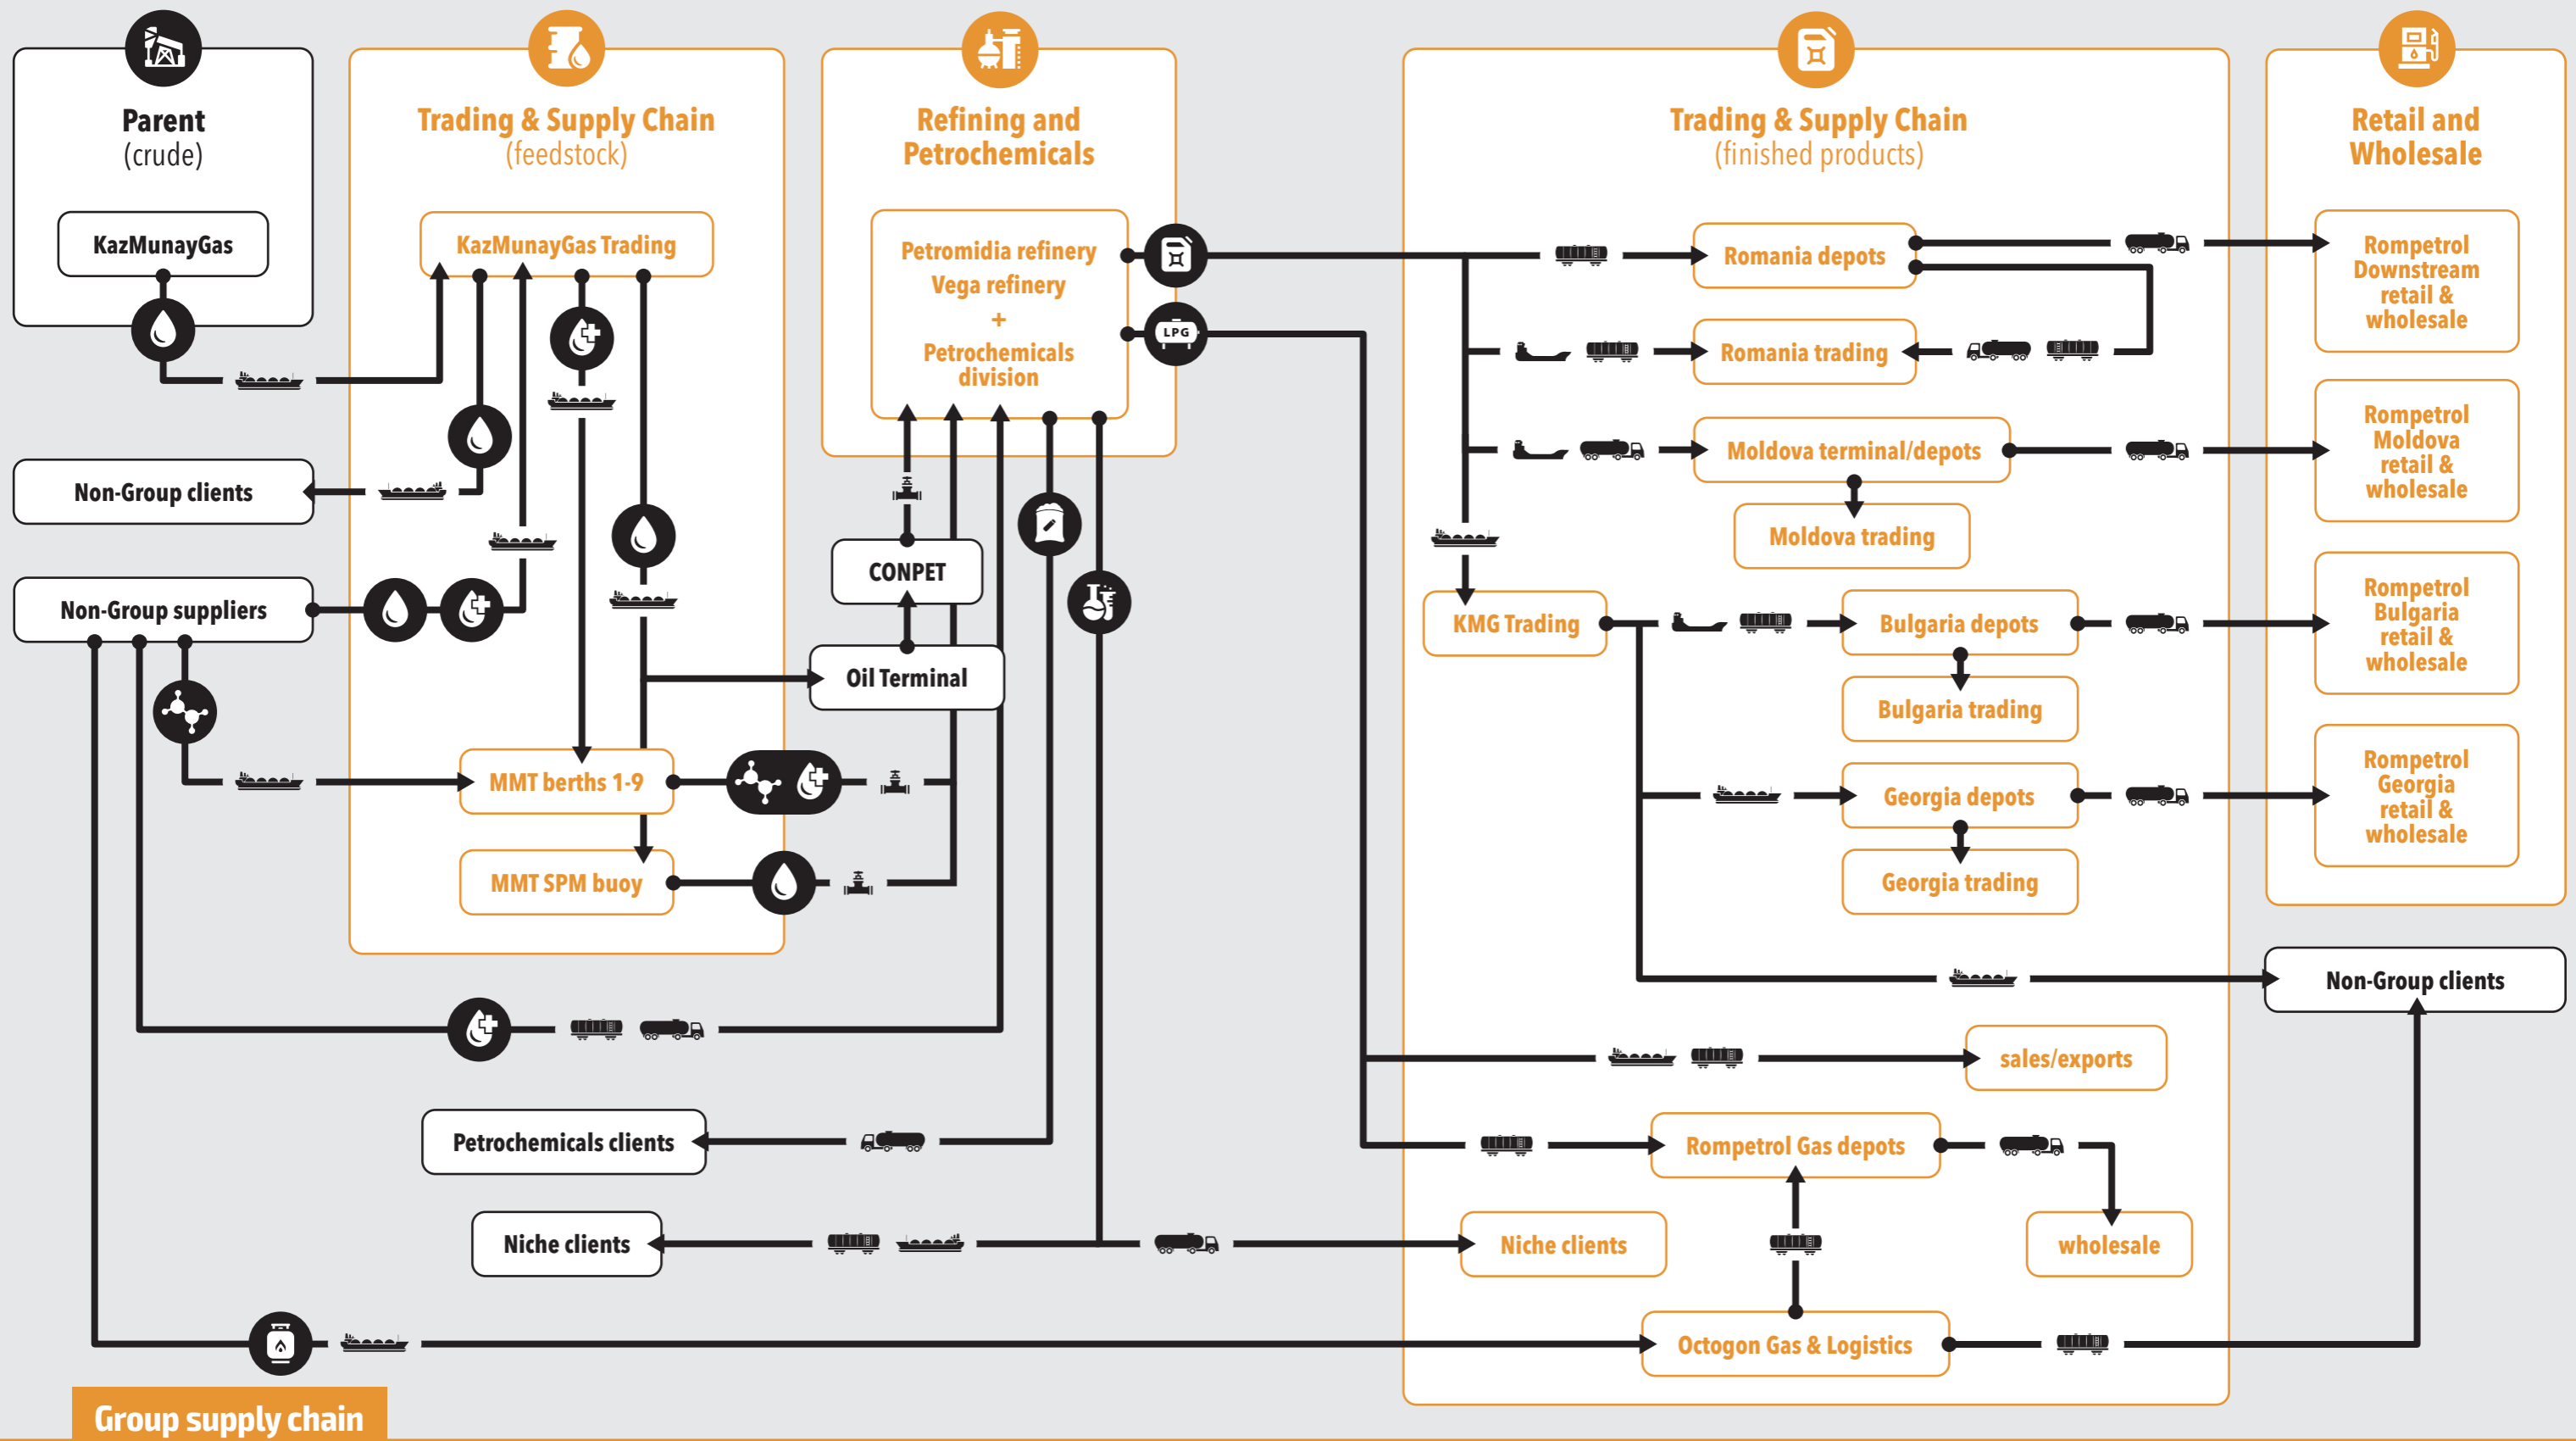 Parent
(crude)
KazMunayGas
Non-Group clients
Non-Group suppliers
Trading & Supply Chain
(feedstock)
KazMunayGas Trading
MMT berths 1-9
MMT SPM buoy
Refining and
Petrochemicals
Petromidia refinery
Vega refinery
+
Petrochemicals
division
LPG
CONPET
Oil Terminal
Petrochemicals clients
Niche clients
Trading & Supply Chain
(finished products)
Romania depots
Romania trading
Moldova terminal/depots
Moldova trading
KMG Trading
Bulgaria depots
Bulgaria trading
Georgia depots
Georgia trading
sales/exports
Rompetrol Gas depots
Niche clients
wholesale
Octogon Gas & Logistics
Retail and
Wholesale
Rompetrol
Downstream
retail &
wholesale
Rompetrol
Moldova
retail &
wholesale
Rompetrol
Bulgaria
retail &
wholesale
Rompetrol
Georgia
retail &
wholesale
Non-Group clients
Group supply chain